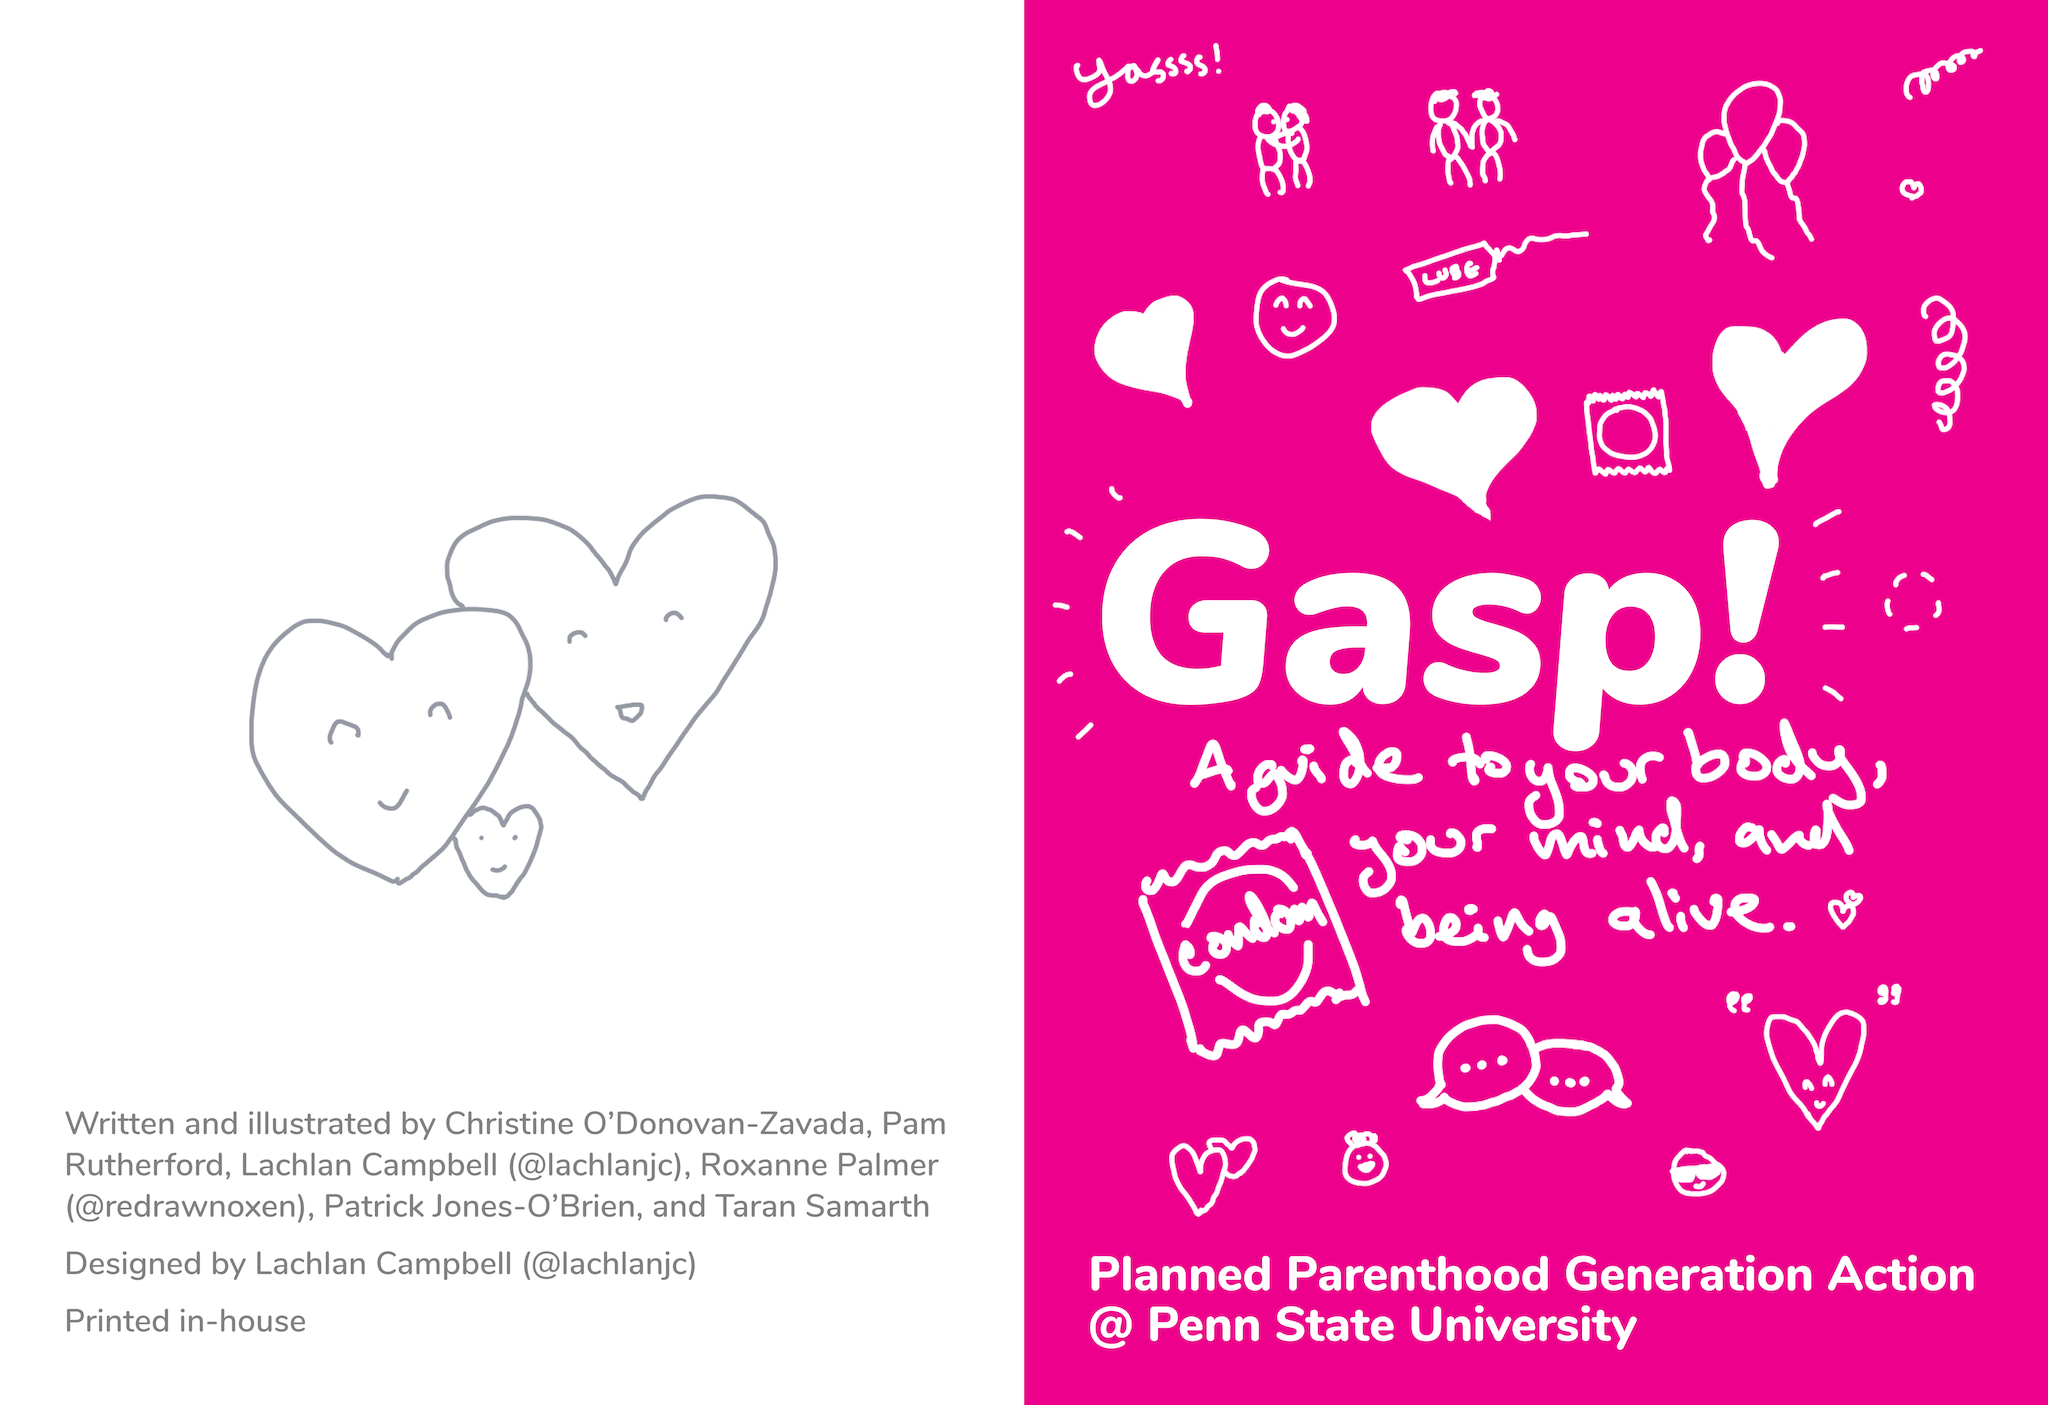 Written and illustrated by Christine O’Donovan-Zavada, Pam
Rutherford, Lachlan Campbell (@lachlanjc), Roxanne Palmer
(@redrawnoxen), Patrick Jones-O’Brien, and Taran Samarth
Designed by Lachlan Campbell (@lachlanjc)
Printed in-house
yassss!
LUBE
Gasp!
A guide to your body,
your mind, and
being alive.
condom
“ ”
Planned Parenthood Generation Action
@ Penn State University